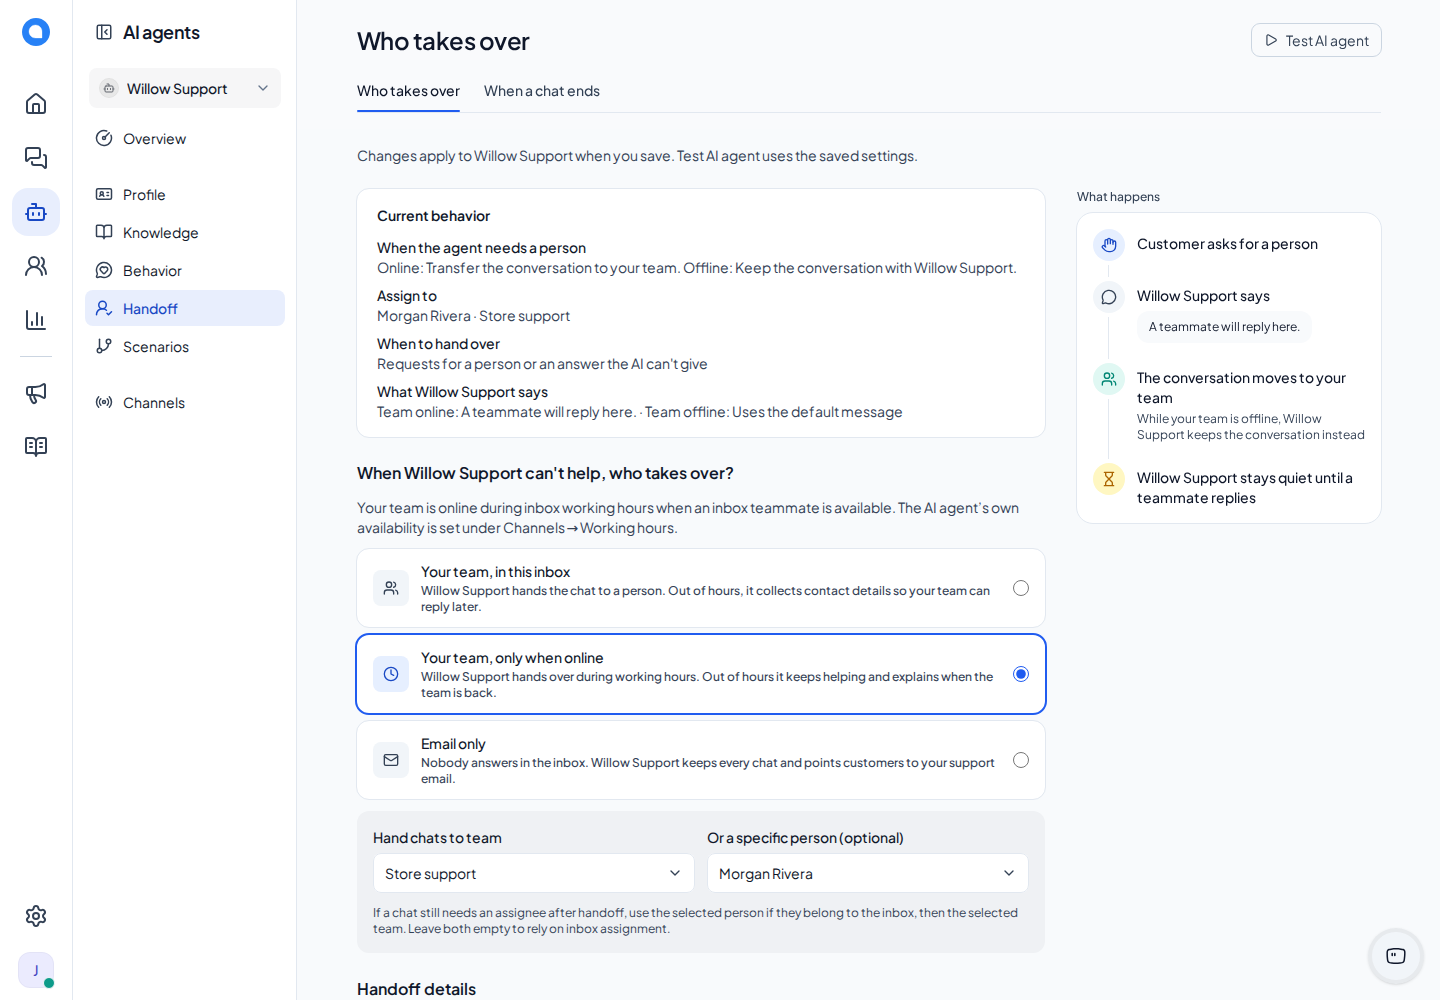 AI agents
Willow Support
Overview
Profile
Knowledge
Behavior
Handoff
Scenarios
Channels
J
Who takes over
Test AI agent
Who takes over
When a chat ends
Changes apply to Willow Support when you save. Test AI agent uses the saved settings.
Current behavior
When the agent needs a person
Online: Transfer the conversation to your team. Offline: Keep the conversation with Willow Support.
Assign to
Morgan Rivera · Store support
When to hand over
Requests for a person or an answer the AI can't give
What Willow Support says
Team online: A teammate will reply here. · Team offline: Uses the default message
When Willow Support can't help, who takes over?
Your team is online during inbox working hours when an inbox teammate is available. The AI agent's own
availability is set under Channels → Working hours.
Your team, in this inbox
Willow Support hands the chat to a person. Out of hours, it collects contact details so your team can
reply later.
Your team, only when online
Willow Support hands over during working hours. Out of hours it keeps helping and explains when the
team is back.
Email only
Nobody answers in the inbox. Willow Support keeps every chat and points customers to your support
email.
Hand chats to team
Store support
Or a specific person (optional)
Morgan Rivera
If a chat still needs an assignee after handoff, use the selected person if they belong to the inbox, then the selected
team. Leave both empty to rely on inbox assignment.
Handoff details
What happens
Customer asks for a person
Willow Support says
A teammate will reply here.
The conversation moves to your
team
While your team is offline, Willow
Support keeps the conversation instead
Willow Support stays quiet until a
teammate replies